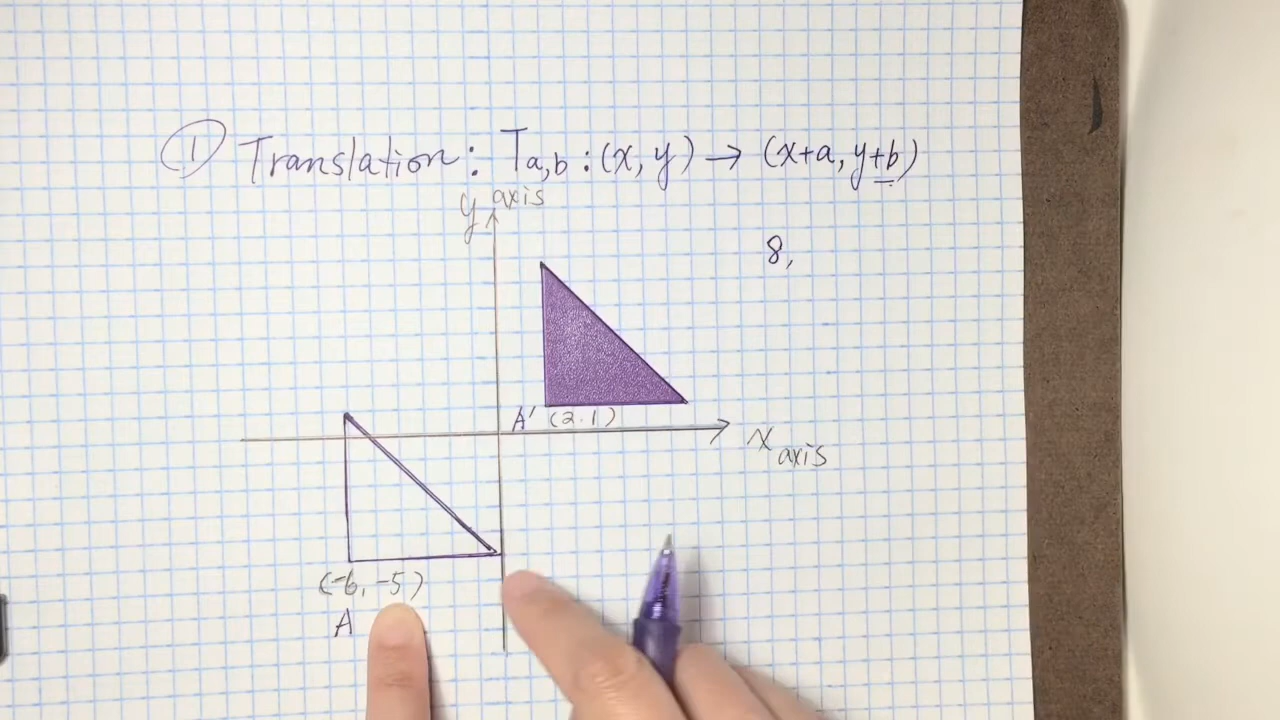 ① Translation: Ta,b : (x, y) → (x+a, y+b)
y axis
8,
A' (2.1)
x axis
(-6, -5)
A